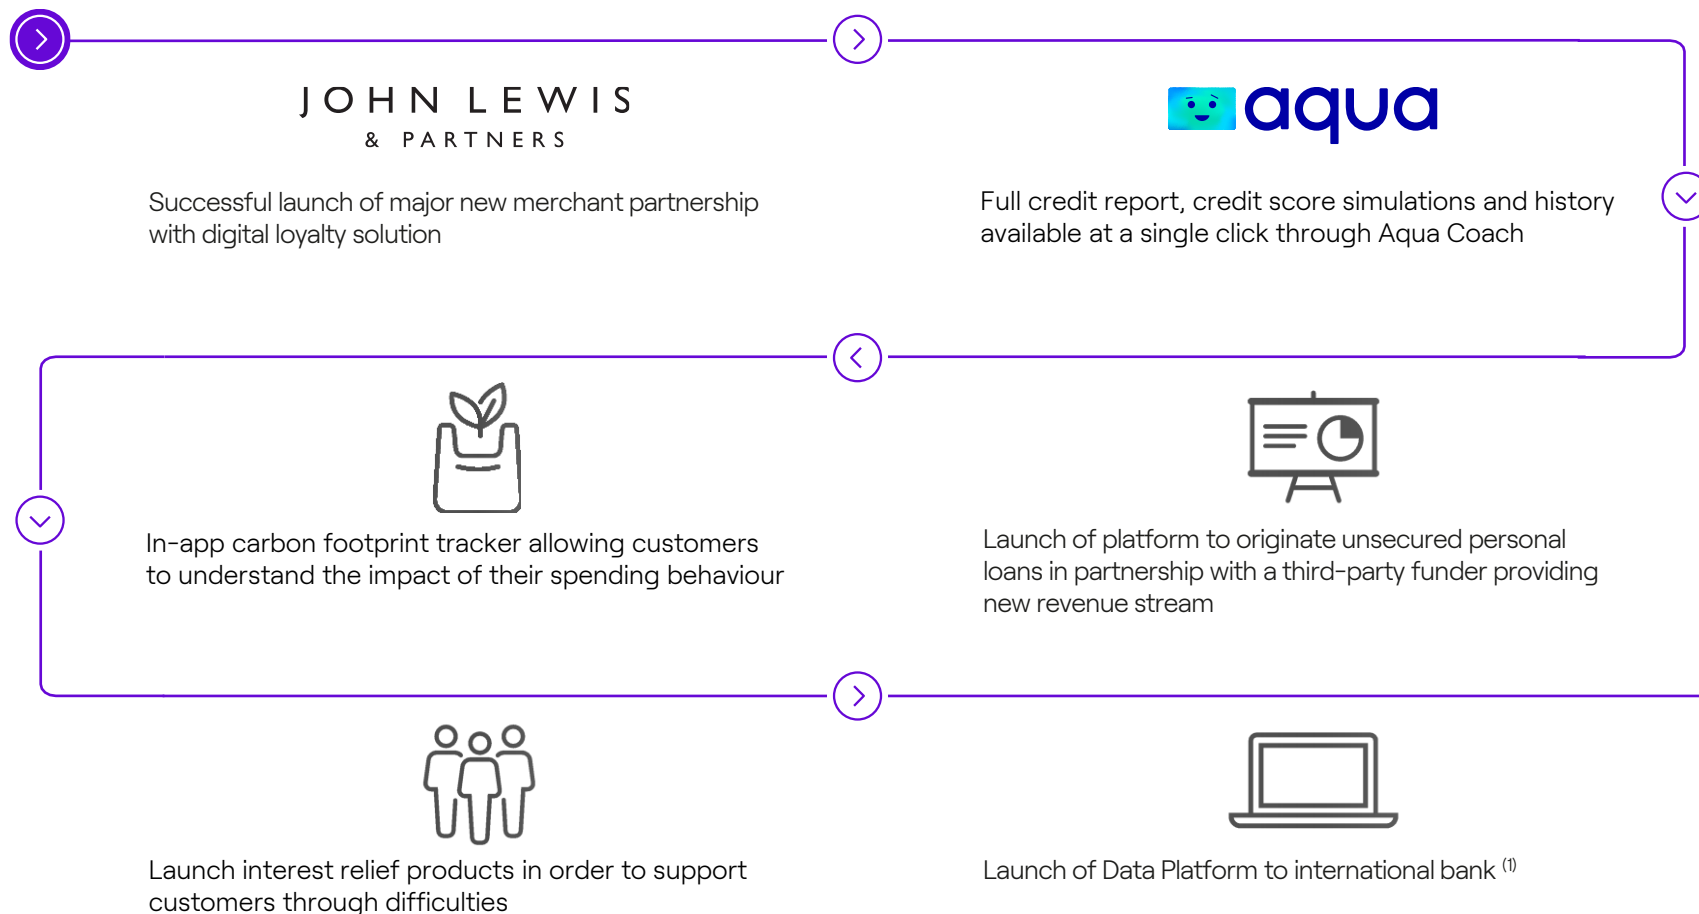 JOHN LEWIS
& PARTNERS
Successful launch of major new merchant partnership
with digital loyalty solution
aqua
Full credit report, credit score simulations and history
available at a single click through Aqua Coach
In-app carbon footprint tracker allowing customers
to understand the impact of their spending behaviour
Launch of platform to originate unsecured personal
loans in partnership with a third-party funder providing
new revenue stream
Launch interest relief products in order to support
customers through difficulties
Launch of Data Platform to international bank (1)